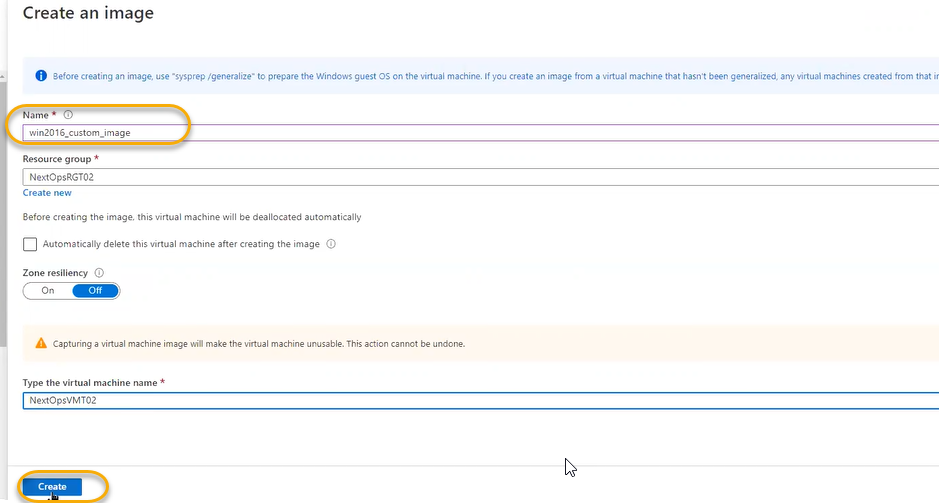 Create an image
Before creating an image, use "sysprep /generalize" to prepare the Windows guest OS on the virtual machine. If you create an image from a virtual machine that hasn't been generalized, any virtual machines created from that
Name *
win2016_custom_image
Resource group *
NextOpsRGT02
Create new
Before creating the image, this virtual machine will be deallocated automatically
Automatically delete this virtual machine after creating the image
Zone resiliency
On Off
Capturing a virtual machine image will make the virtual machine unusable. This action cannot be undone.
Type the virtual machine name *
NextOpsVMT02
Create